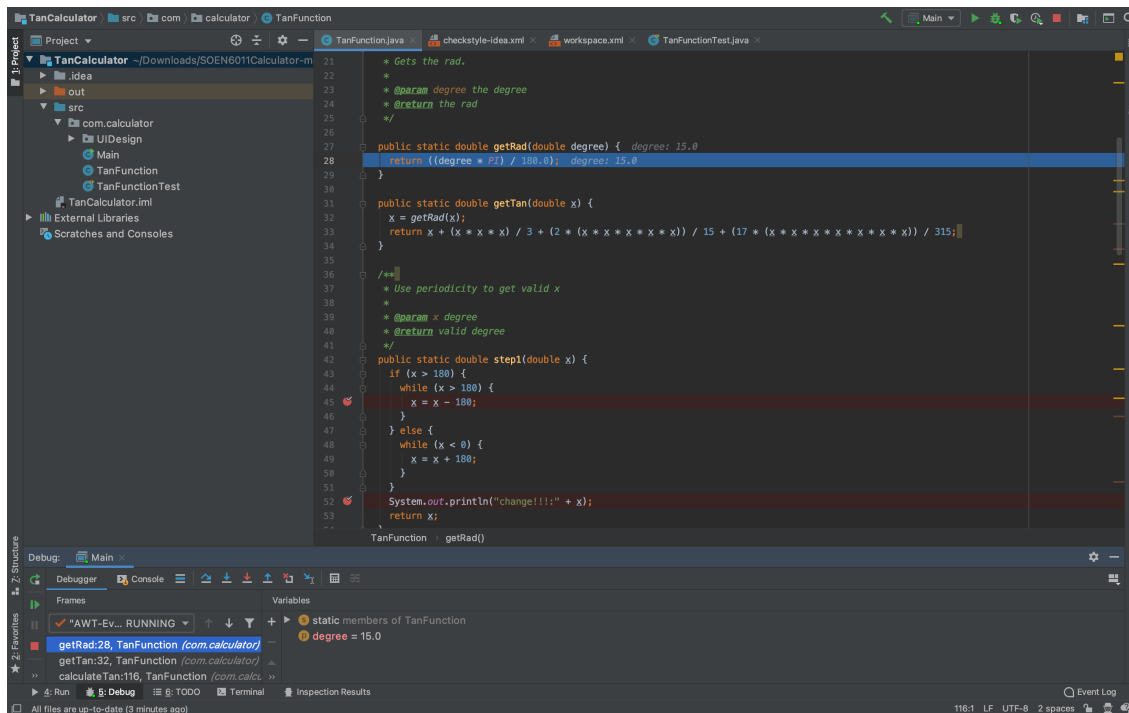 TanCalculator src com calculator TanFunction Main
1: Project
Project
TanFunction.java checkstyle-idea.xml workspace.xml TanFunctionTest.java
TanCalculator ~/Downloads/SOEN6011Calculator-m
.idea
out
src
com.calculator
UIDesign
Main
TanFunction
TanFunctionTest
TanCalculator.iml
External Libraries
Scratches and Consoles
21 * Gets the rad.
22 *
23 * @param degree the degree
24 * @return the rad
25 */
26
27 public static double getRad(double degree) { degree: 15.0
28 return ((degree * PI) / 180.0); degree: 15.0
29 }
30
31 public static double getTan(double x) {
32 x = getRad(x);
33 return x + (x * x * x) / 3 + (2 * (x * x * x * x * x)) / 15 + (17 * (x * x * x * x * x * x * x)) / 315;
34 }
35
36 /**
37 * Use periodicity to get valid x
38 *
39 * @param x degree
40 * @return valid degree
41 */
42 public static double step1(double x) {
43 if (x > 180) {
44 while (x > 180) {
45 x = x - 180;
46 }
47 } else {
48 while (x < 0) {
49 x = x + 180;
50 }
51 }
52 System.out.println("change!!!:" + x);
53 return x;
TanFunction getRad()
Z: Structure
2: Favorites
Debug: Main
Debugger Console
Frames Variables
"AWT-Ev... RUNNING
static members of TanFunction
degree = 15.0
getRad:28, TanFunction (com.calculator)
getTan:32, TanFunction (com.calculator)
calculateTan:116, TanFunction (com.calcu
4: Run 5: Debug 6: TODO Terminal Inspection Results Event Log
All files are up-to-date (3 minutes ago) 116:1 LF UTF-8 2 spaces